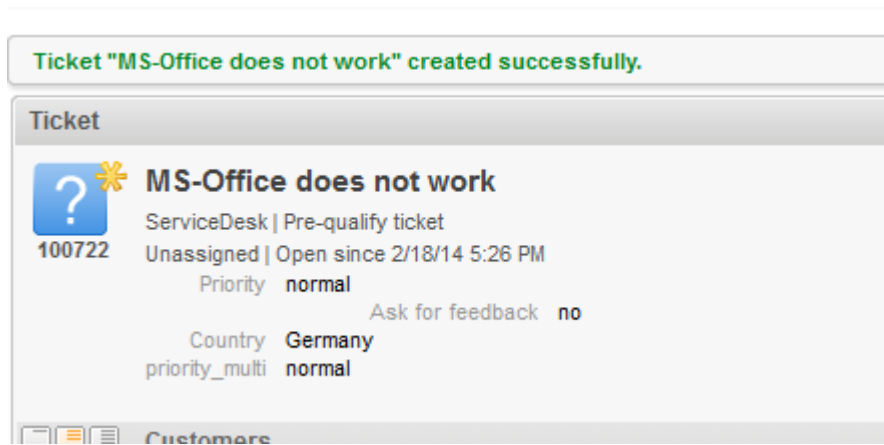 Ticket "MS-Office does not work" created successfully.
Ticket
?
MS-Office does not work
100722
ServiceDesk | Pre-qualify ticket
Unassigned | Open since 2/18/14 5:26 PM
Priority normal
Ask for feedback no
Country Germany
priority_multi normal
Customers